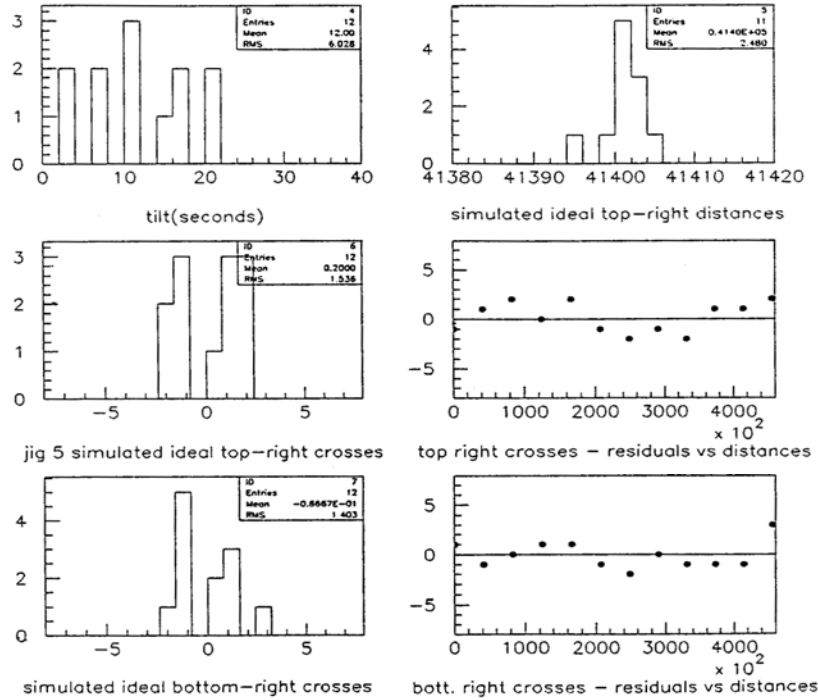 ID 4
Entries 12
Mean 12.00
RMS 6.028
3
2
1
0
0 10 20 30 40
tilt(seconds)
ID 5
Entries 11
Mean 0.4140E+05
RMS 2.480
4
2
0
41380 41390 41400 41410 41420
simulated ideal top-right distances
ID 6
Entries 12
Mean 0.2000
RMS 1.536
3
2
1
0
-5 0 5
jig 5 simulated ideal top-right crosses
5
0
-5
0 1000 2000 3000 4000
× 10²
top right crosses - residuals vs distances
ID 7
Entries 12
Mean -0.6667E-01
RMS 1.403
4
2
0
-5 0 5
simulated ideal bottom-right crosses
5
0
-5
0 1000 2000 3000 4000
× 10²
bott. right crosses - residuals vs distances